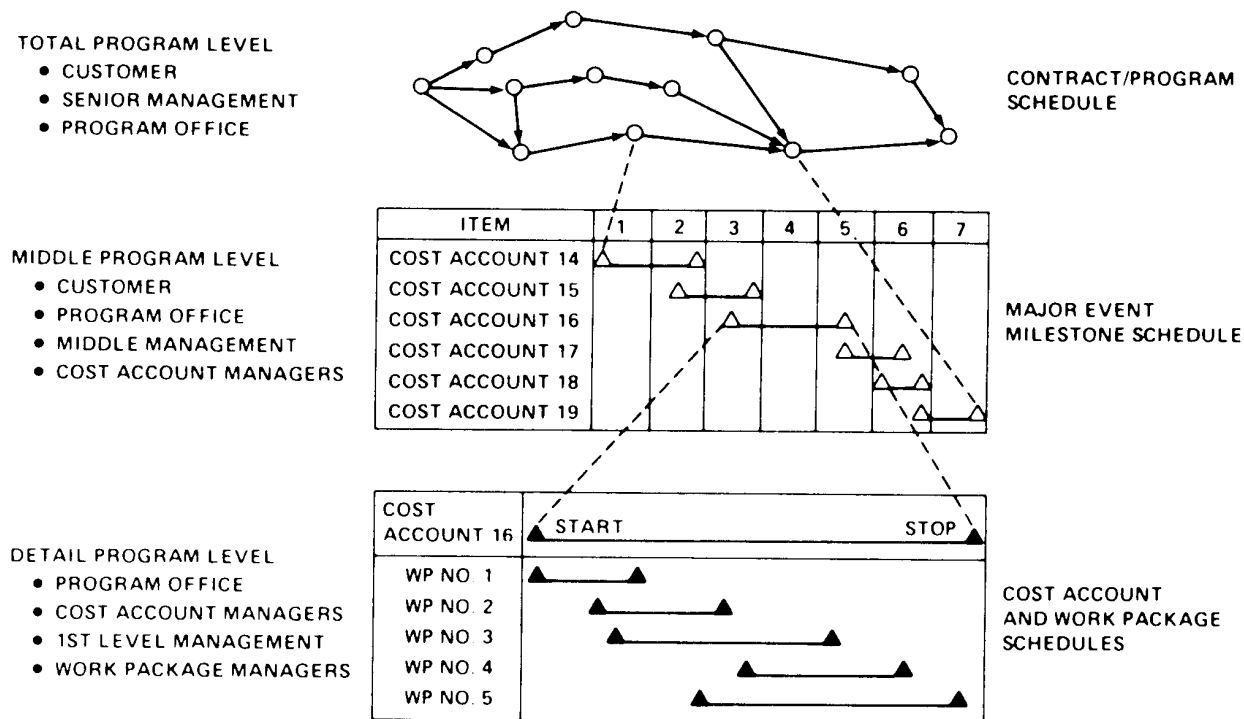 TOTAL PROGRAM LEVEL
• CUSTOMER
• SENIOR MANAGEMENT
• PROGRAM OFFICE
CONTRACT/PROGRAM
SCHEDULE
MIDDLE PROGRAM LEVEL
• CUSTOMER
• PROGRAM OFFICE
• MIDDLE MANAGEMENT
• COST ACCOUNT MANAGERS
ITEM 1 2 3 4 5 6 7
COST ACCOUNT 14
COST ACCOUNT 15
COST ACCOUNT 16
COST ACCOUNT 17
COST ACCOUNT 18
COST ACCOUNT 19
MAJOR EVENT
MILESTONE SCHEDULE
DETAIL PROGRAM LEVEL
• PROGRAM OFFICE
• COST ACCOUNT MANAGERS
• 1ST LEVEL MANAGEMENT
• WORK PACKAGE MANAGERS
COST
ACCOUNT 16 START STOP
WP NO. 1
WP NO. 2
WP NO. 3
WP NO. 4
WP NO. 5
COST ACCOUNT
AND WORK PACKAGE
SCHEDULES